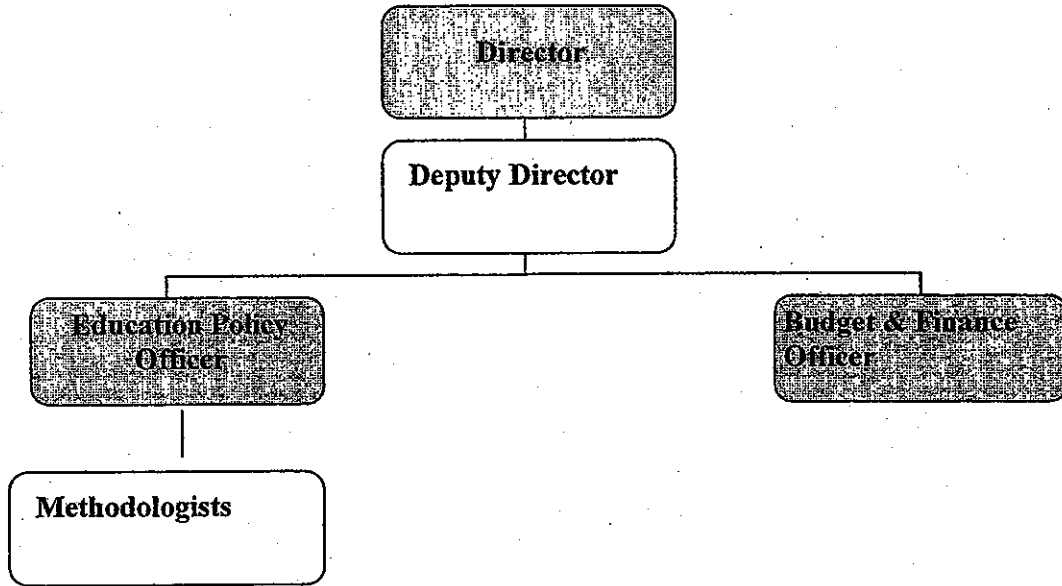 Director
Deputy Director
Education Policy
Officer
Budget & Finance
Officer
Methodologists